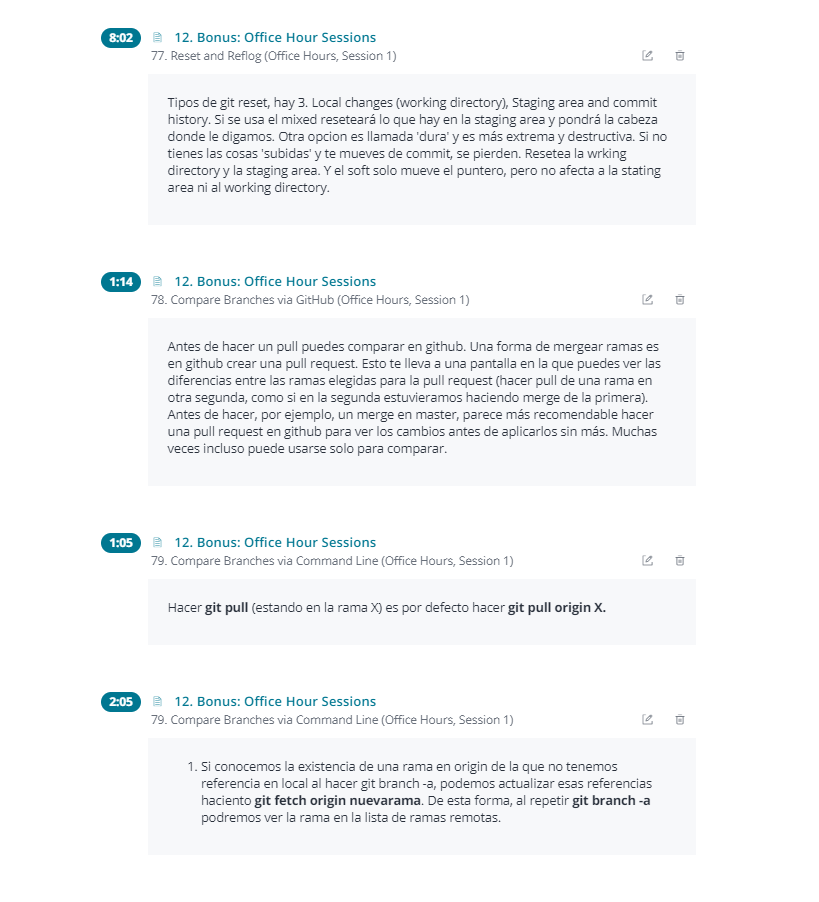 8:02 12. Bonus: Office Hour Sessions
77. Reset and Reflog (Office Hours, Session 1)
Tipos de git reset, hay 3. Local changes (working directory), Staging area and commit
history. Si se usa el mixed reseteará lo que hay en la staging area y pondrá la cabeza
donde le digamos. Otra opcion es llamada 'dura' y es más extrema y destructiva. Si no
tienes las cosas 'subidas' y te mueves de commit, se pierden. Resetea la wrking
directory y la staging area. Y el soft solo mueve el puntero, pero no afecta a la stating
area ni al working directory.
1:14 12. Bonus: Office Hour Sessions
78. Compare Branches via GitHub (Office Hours, Session 1)
Antes de hacer un pull puedes comparar en github. Una forma de mergear ramas es
en github crear una pull request. Esto te lleva a una pantalla en la que puedes ver las
diferencias entre las ramas elegidas para la pull request (hacer pull de una rama en
otra segunda, como si en la segunda estuvieramos haciendo merge de la primera).
Antes de hacer, por ejemplo, un merge en master, parece más recomendable hacer
una pull request en github para ver los cambios antes de aplicarlos sin más. Muchas
veces incluso puede usarse solo para comparar.
1:05 12. Bonus: Office Hour Sessions
79. Compare Branches via Command Line (Office Hours, Session 1)
Hacer git pull (estando en la rama X) es por defecto hacer git pull origin X.
2:05 12. Bonus: Office Hour Sessions
79. Compare Branches via Command Line (Office Hours, Session 1)
1. Si conocemos la existencia de una rama en origin de la que no tenemos
referencia en local al hacer git branch -a, podemos actualizar esas referencias
haciento git fetch origin nuevarama. De esta forma, al repetir git branch -a
podremos ver la rama en la lista de ramas remotas.